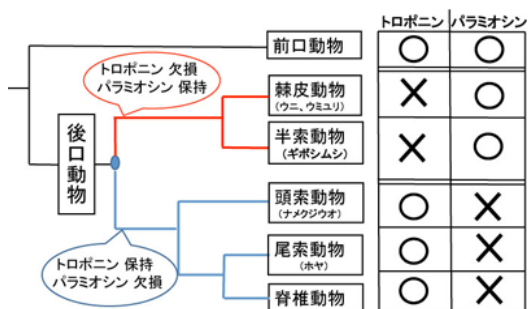 トロポニン パラミオシン
前口動物 ○ ○
トロポニン 欠損
パラミオシン 保持
棘皮動物 × ○
(ウニ、ウミユリ)
後口動物
半索動物 × ○
(ギボシムシ)
頭索動物 ○ ×
(ナメクジウオ)
トロポニン 保持
パラミオシン 欠損
尾索動物 ○ ×
(ホヤ)
脊椎動物 ○ ×